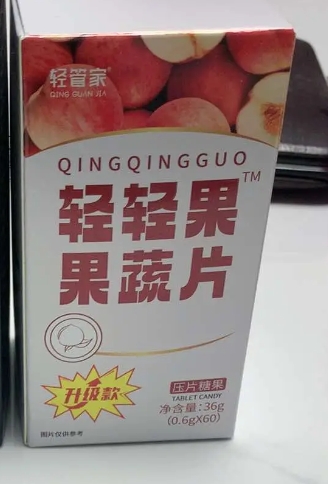 轻管家®
QING GUAN JIA
QINGQINGGUO
轻轻果™
果蔬片
升级款
压片糖果
TABLET CANDY
净含量:36g
(0.6gX60)
图片仅供参考